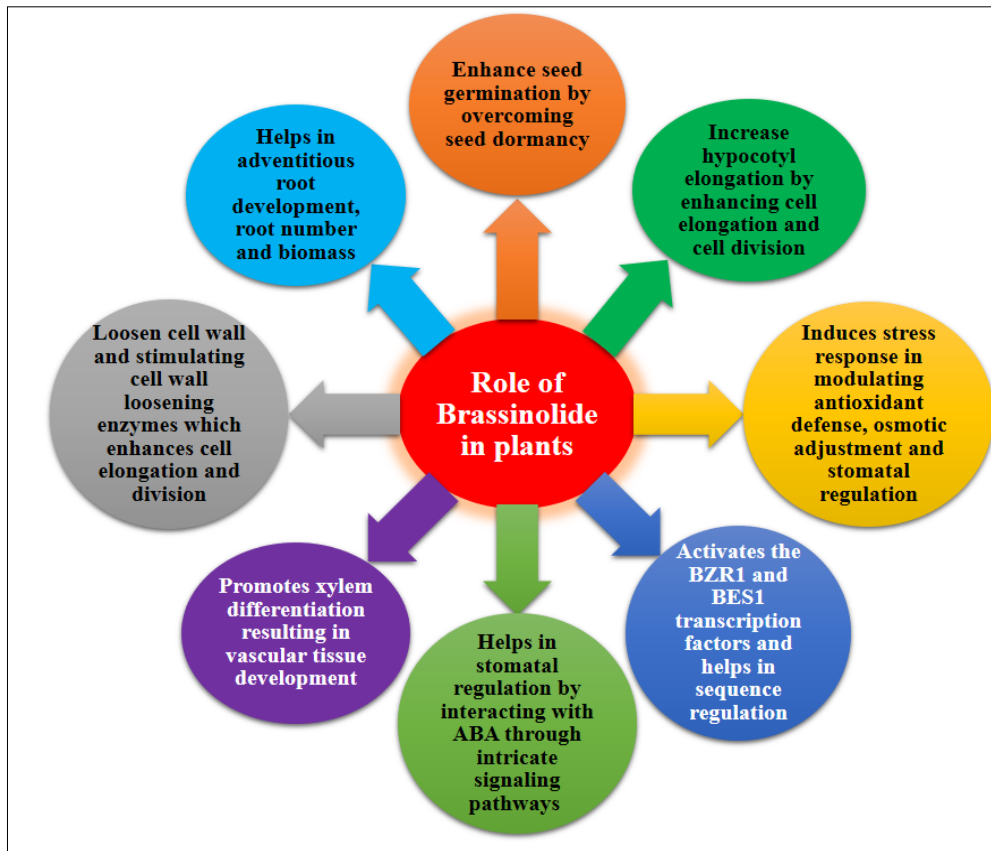 Enhance seed
germination by
overcoming
seed dormancy
Increase
hypocotyl
elongation by
enhancing cell
elongation and
cell division
Induces stress
response in
modulating
antioxidant
defense, osmotic
adjustment and
stomatal
regulation
Activates the
BZR1 and
BES1
transcription
factors and
helps in
sequence
regulation
Helps in
stomatal
regulation by
interacting with
ABA through
intricate
signaling
pathways
Promotes xylem
differentiation
resulting in
vascular tissue
development
Loosen cell wall
and stimulating
cell wall
loosening
enzymes which
enhances cell
elongation and
division
Helps in
adventitious
root
development,
root number
and biomass
Role of
Brassinolide
in plants